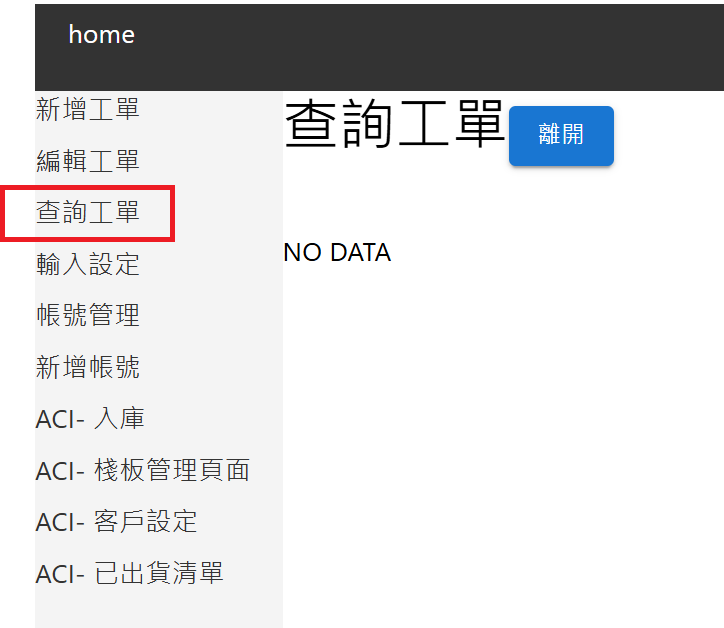 home
新增工單
編輯工單
查詢工單
輸入設定
帳號管理
新增帳號
ACI- 入庫
ACI- 棧板管理頁面
ACI- 客戶設定
ACI- 已出貨清單
查詢工單
離開
NO DATA